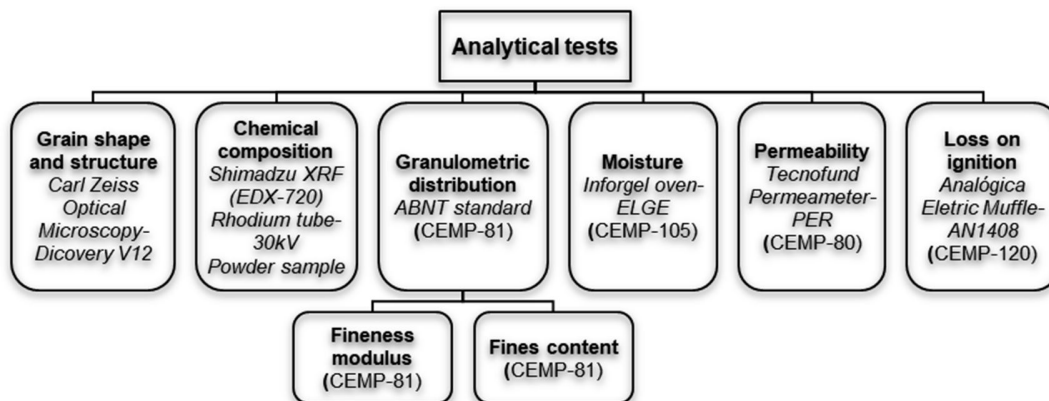 Analytical tests
Grain shape
and structure
Carl Zeiss
Optical
Microscopy-
Dicovery V12
Chemical
composition
Shimadzu XRF
(EDX-720)
Rhodium tube-
30kV
Powder sample
Granulometric
distribution
ABNT standard
(CEMP-81)
Moisture
Inforgel oven-
ELGE
(CEMP-105)
Permeability
Tecnofund
Permeameter-
PER
(CEMP-80)
Loss on
ignition
Analógica
Eletric Muffle-
AN1408
(CEMP-120)
Fineness
modulus
(CEMP-81)
Fines content
(CEMP-81)